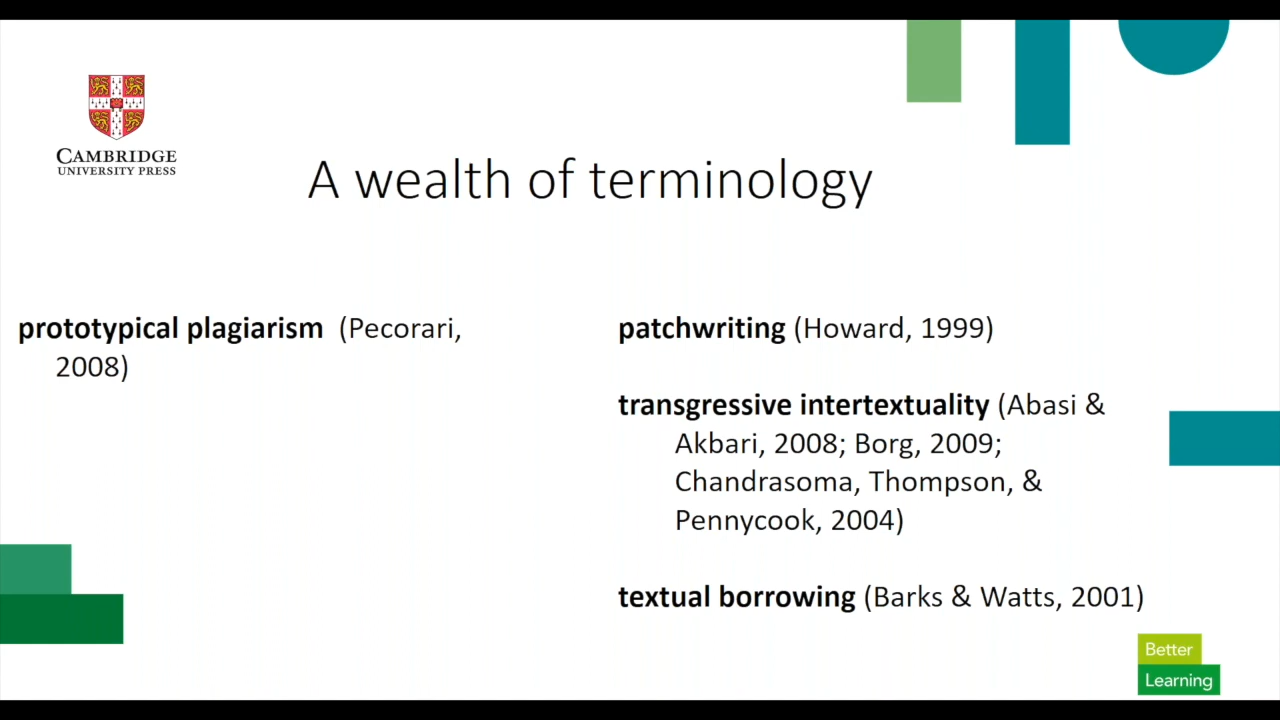 CAMBRIDGE
UNIVERSITY PRESS
A wealth of terminology
prototypical plagiarism (Pecorari,
2008)
patchwriting (Howard, 1999)
transgressive intertextuality (Abasi &
Akbari, 2008; Borg, 2009;
Chandrasoma, Thompson, &
Pennycook, 2004)
textual borrowing (Barks & Watts, 2001)
Better
Learning